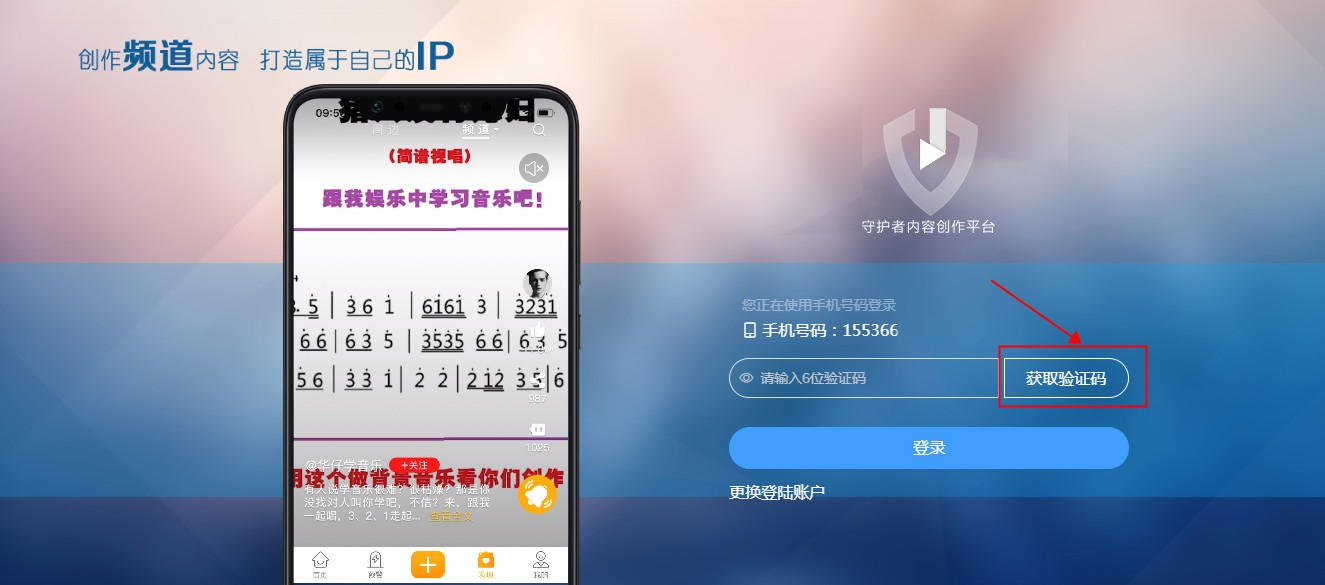 创作频道内容 打造属于自己的IP
09:5
周边
频道
（简谱视唱）
跟我娱乐中学习音乐吧！
3. 5 | 3 6 1 | 6161 3 | 3231
6 6 | 6 3 5 | 3535 6 6 | 6 3 5
5 6 | 3 3 1 | 2 2 | 2 12 3 5 | 6
987
1025
@华仔学音乐
+关注
用这个做背景音乐看你们创作
有人说学音乐很难？很枯燥？那是你
没找对人叫你学吧，不信？来，跟我
一起唱，3、2、1走起... 查看全文
首页
预警
发现
我的
守护者内容创作平台
您正在使用手机号码登录
手机号码：155366
请输入6位验证码
获取验证码
登录
更换登陆账户